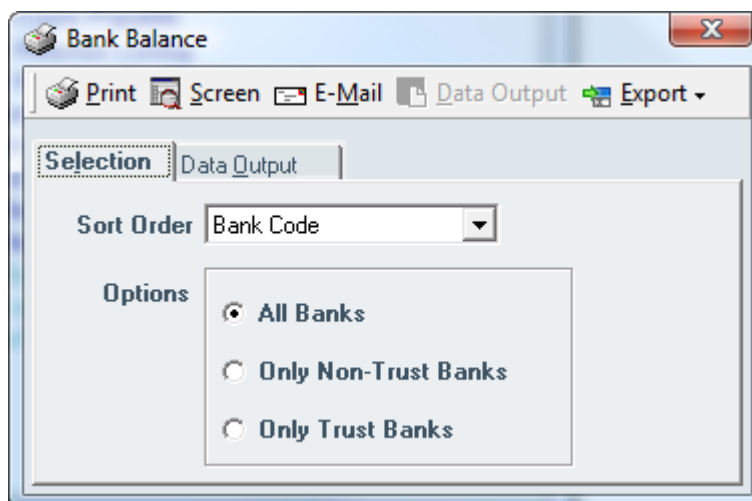 Bank Balance
Print Screen E-Mail Data Output Export
Selection Data Output
Sort Order Bank Code
Options
All Banks
Only Non-Trust Banks
Only Trust Banks